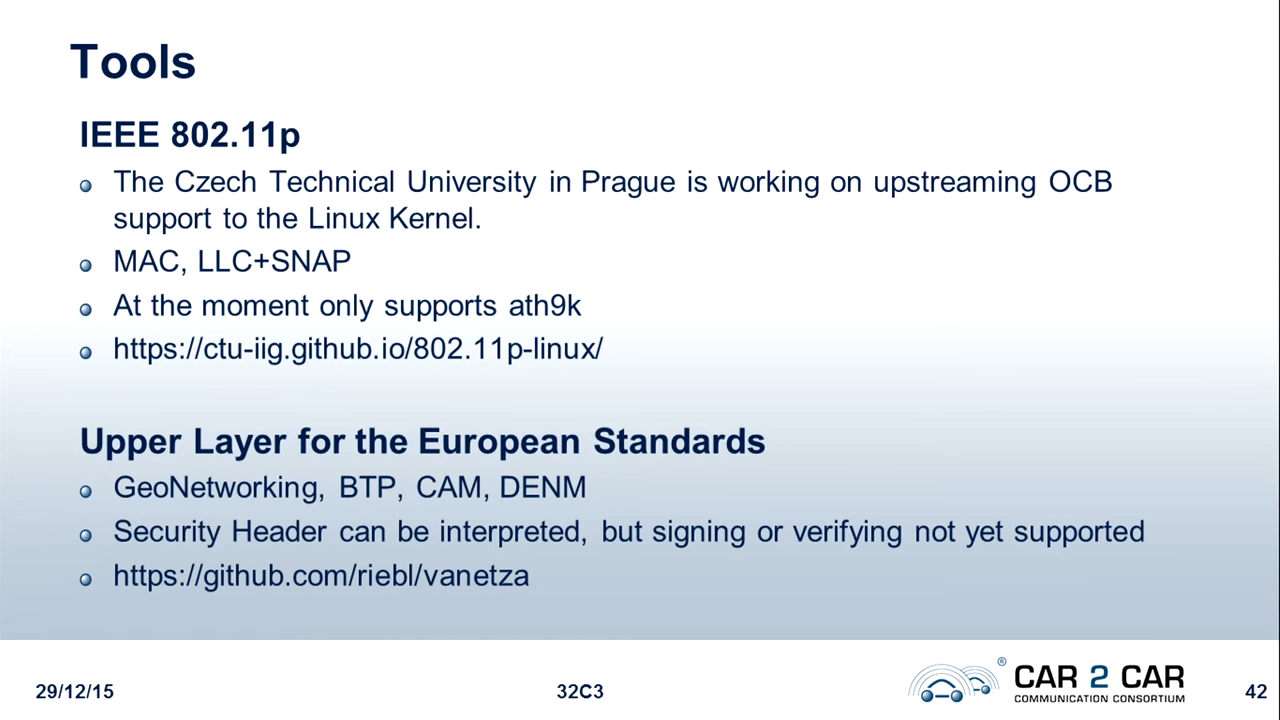 Tools
IEEE 802.11p
The Czech Technical University in Prague is working on upstreaming OCB
support to the Linux Kernel.
MAC, LLC+SNAP
At the moment only supports ath9k
https://ctu-iig.github.io/802.11p-linux/
Upper Layer for the European Standards
GeoNetworking, BTP, CAM, DENM
Security Header can be interpreted, but signing or verifying not yet supported
https://github.com/riebl/vanetza
29/12/15
32C3
® CAR 2 CAR
COMMUNICATION CONSORTIUM
42